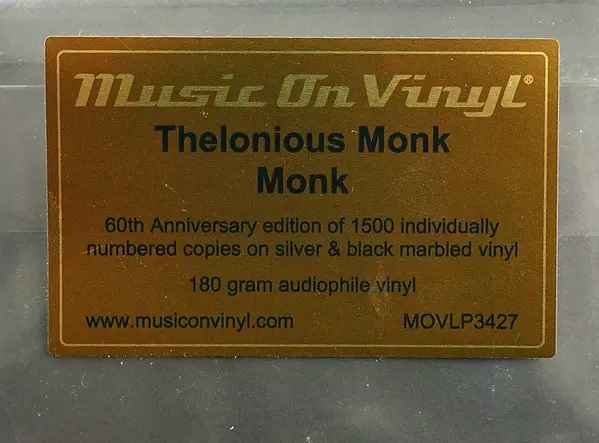 Music On Vinyl®
Thelonious Monk
Monk
60th Anniversary edition of 1500 individually
numbered copies on silver & black marbled vinyl
180 gram audiophile vinyl
www.musiconvinyl.com MOVLP3427